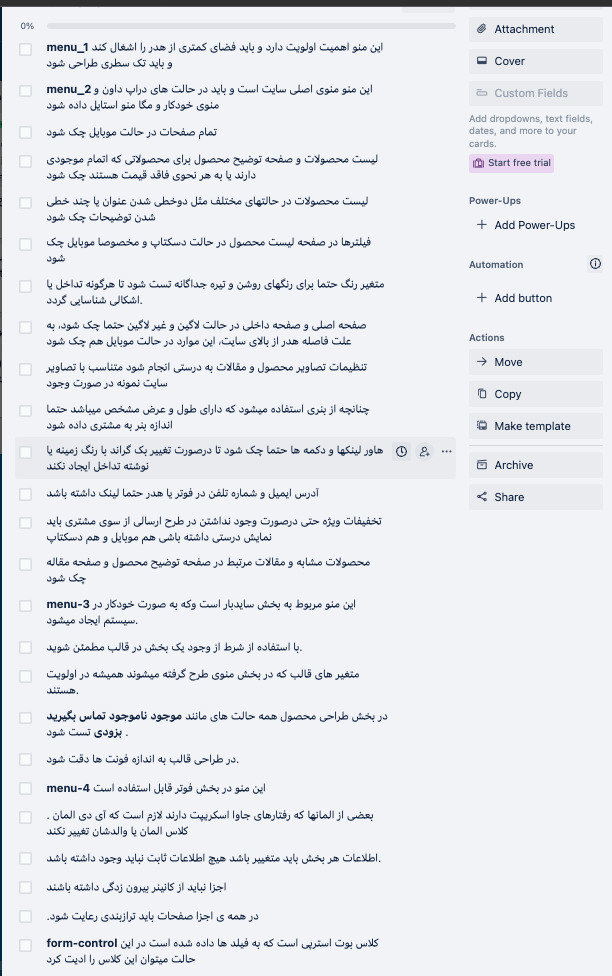 0%
این منو اهمیت اولویت دارد و باید فضای کمتری از هدر را اشغال کند menu_1
و باید تک سطری طراحی شود
این منو منوی اصلی سایت است و باید در حالت های دراپ داون و menu_2
منوی خودکار و مگا منو استایل داده شود
تمام صفحات در حالت موبایل چک شود
لیست محصولات و صفحه توضیح محصول برای محصولاتی که اتمام موجودی
دارند یا به هر نحوی فاقد قیمت هستند چک شود
لیست محصولات در حالتهای مختلف مثل دوخطی شدن عنوان یا چند خطی
شدن توضیحات چک شود
فیلترها در صفحه لیست محصول در حالت دسکتاپ و مخصوصا موبایل چک
شود
متغیر رنگ حتما برای رنگهای روشن و تیره جداگانه تست شود تا هرگونه تداخل یا
اشکالی شناسایی گردد.
صفحه اصلی و صفحه داخلی در حالت لاگین و غیر لاگین حتما چک شود، به
علت فاصله هدر از بالای سایت، این موارد در حالت موبایل هم چک شود
تنظیمات تصاویر محصول و مقالات به درستی انجام شود متناسب با تصاویر
سایت نمونه در صورت وجود
چنانچه از بنری استفاده میشود که دارای طول و عرض مشخص میباشد حتما
اندازه بنر به مشتری داده شود
هاور لینکها و دکمه ها حتما چک شود تا درصورت تغییر بک گراند با رنگ زمینه یا
نوشته تداخل ایجاد نکند
آدرس ایمیل و شماره تلفن در فوتر یا هدر حتما لینک داشته باشد
تخفیفات ویژه حتی درصورت وجود نداشتن در طرح ارسالی از سوی مشتری باید
نمایش درستی داشته باشی هم موبایل و هم دسکتاپ
محصولات مشابه و مقالات مرتبط در صفحه توضیح محصول و صفحه مقاله
چک شود
این منو مربوط به بخش سایدبار است وکه به صورت خودکار در menu-3
سیستم ایجاد میشود.
با استفاده از شرط از وجود یک بخش در قالب مطمئن شوید.
متغیر های قالب که در بخش منوی طرح گرفته میشوند همیشه در اولویت
هستند.
در بخش طراحی محصول همه حالت های مانند موجود ناموجود تماس بگیرید
بزودی تست شود .
در طراحی قالب به اندازه فونت ها دقت شود.
این منو در بخش فوتر قابل استفاده است menu-4
بعضی از المانها که رفتارهای جاوا اسکریپت دارند لازم است که آی دی المان .
کلاس المان یا والدشان تغییر نکند
اطلاعات هر بخش باید متغییر باشد هیچ اطلاعات ثابت نباید وجود داشته باشد.
اجزا نباید از کانینر بیرون زدگی داشته باشند
در همه ی اجزا صفحات باید ترازبندی رعایت شود.
کلاس بوت استرپی است که به فیلد ها داده شده است در این form-control
حالت میتوان این کلاس را ادیت کرد
Attachment
Cover
Custom Fields
Add dropdowns, text fields,
dates, and more to your
cards.
Start free trial
Power-Ups
+ Add Power-Ups
Automation
+ Add button
Actions
Move
Copy
Make template
Archive
Share